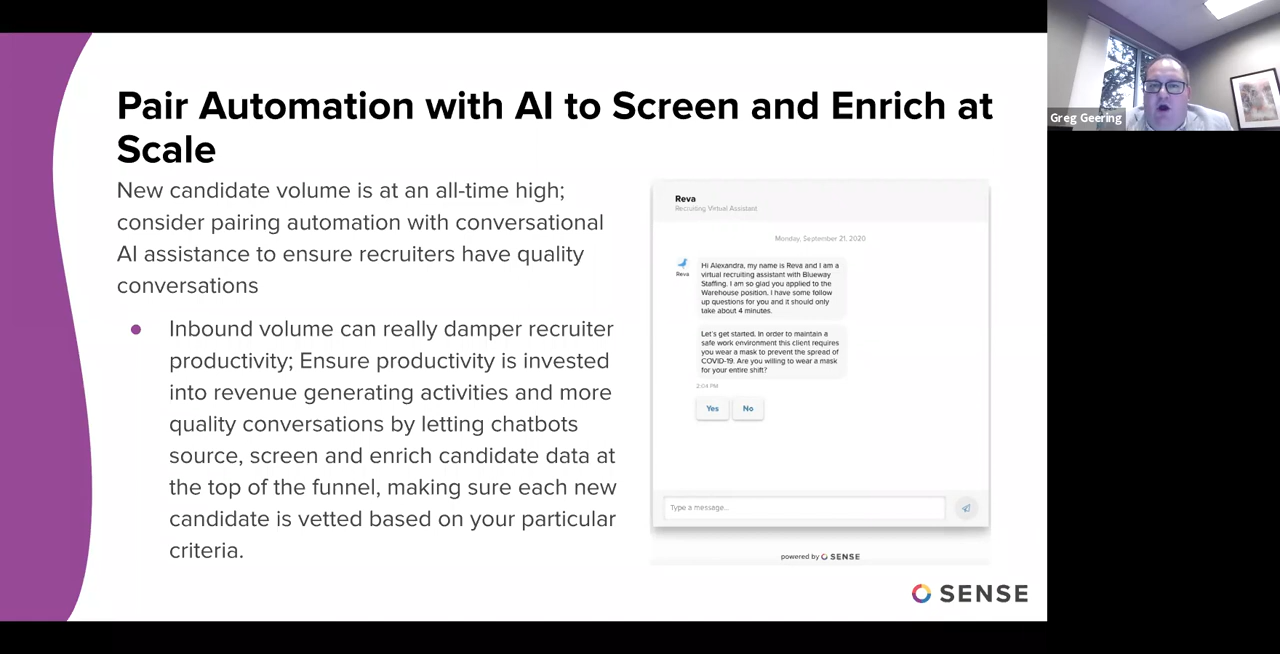 Pair Automation with AI to Screen and Enrich at
Scale
New candidate volume is at an all-time high;
consider pairing automation with conversational
AI assistance to ensure recruiters have quality
conversations
● Inbound volume can really damper recruiter
productivity; Ensure productivity is invested
into revenue generating activities and more
quality conversations by letting chatbots
source, screen and enrich candidate data at
the top of the funnel, making sure each new
candidate is vetted based on your particular
criteria.
Reva
Recruiting Virtual Assistant
Monday, September 21, 2020
Reva
Hi Alexandra, my name is Reva and I am a
virtual recruiting assistant with Blueway
Staffing. I am so glad you applied to the
Warehouse position. I have some follow
up questions for you and it should only
take about 4 minutes.
Let's get started. In order to maintain a
safe work environment this client requires
you wear a mask to prevent the spread of
COVID-19. Are you willing to wear a mask
for your entire shift?
2:04 PM
Yes No
Type a message...
powered by SENSE
SENSE
Greg Geering